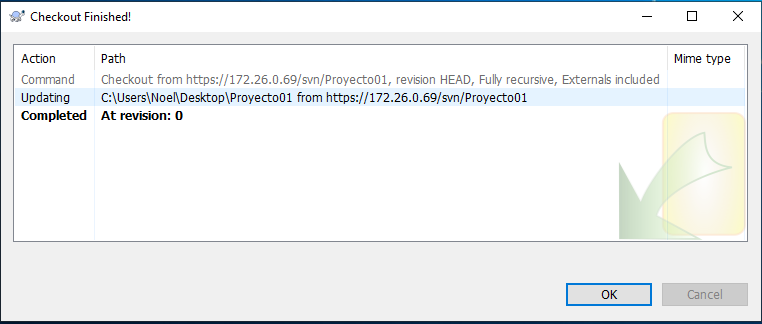 Checkout Finished!
Action Path Mime type
Command Checkout from https://172.26.0.69/svn/Proyecto01, revision HEAD, Fully recursive, Externals included
Updating C:\Users\Noel\Desktop\Proyecto01 from https://172.26.0.69/svn/Proyecto01
Completed At revision: 0
OK Cancel